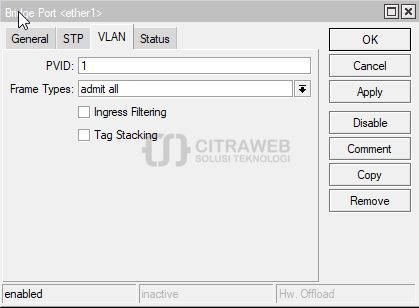 Bridge Port <ether1>
General STP VLAN Status
PVID: 1
Frame Types: admit all
Ingress Filtering
Tag Stacking
OK
Cancel
Apply
Disable
Comment
Copy
Remove
CITRAWEB
SOLUSI TEKNOLOGI
enabled inactive Hw. Offload